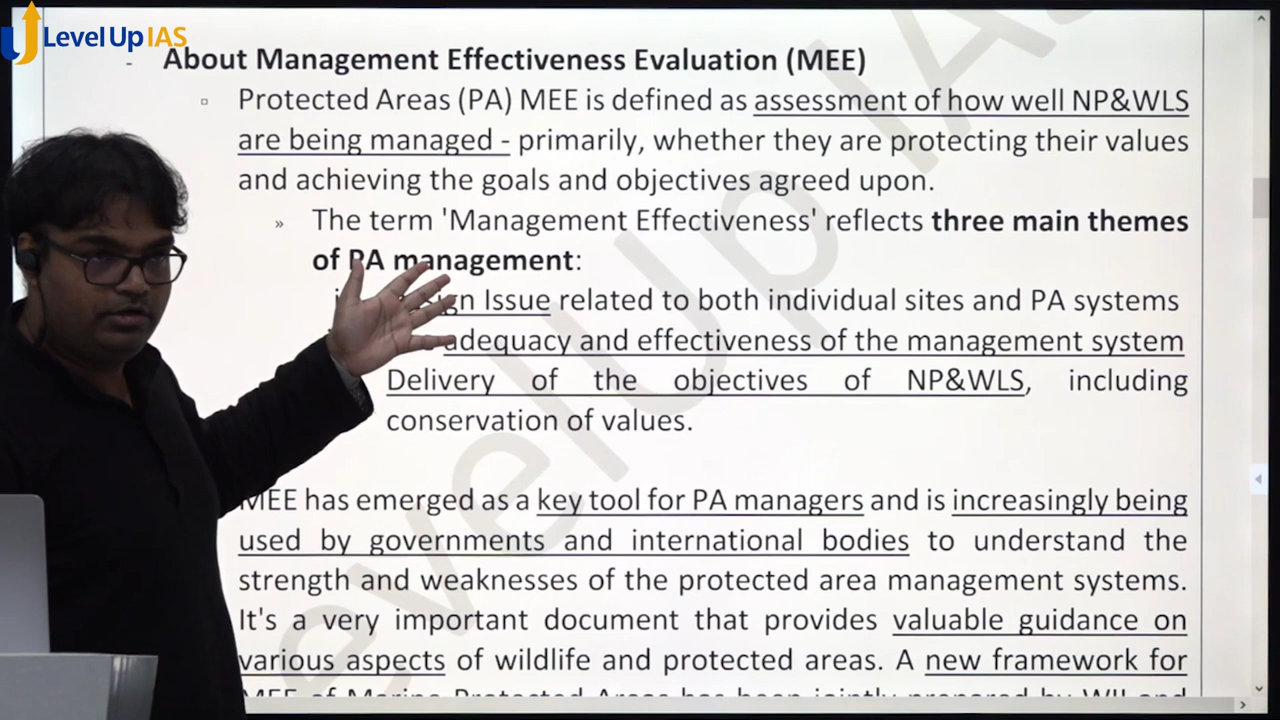 Level Up IAS
- About Management Effectiveness Evaluation (MEE)
Protected Areas (PA) MEE is defined as assessment of how well NP&WLS
are being managed - primarily, whether they are protecting their values
and achieving the goals and objectives agreed upon.
» The term 'Management Effectiveness' reflects three main themes
of PA management:
Issue related to both individual sites and PA systems
adequacy and effectiveness of the management system
Delivery of the objectives of NP&WLS, including
conservation of values.
MEE has emerged as a key tool for PA managers and is increasingly being
used by governments and international bodies to understand the
strength and weaknesses of the protected area management systems.
It's a very important document that provides valuable guidance on
various aspects of wildlife and protected areas. A new framework for
MEE of Marine Protected Areas has been jointly prepared by WII and
LevelUp IAS